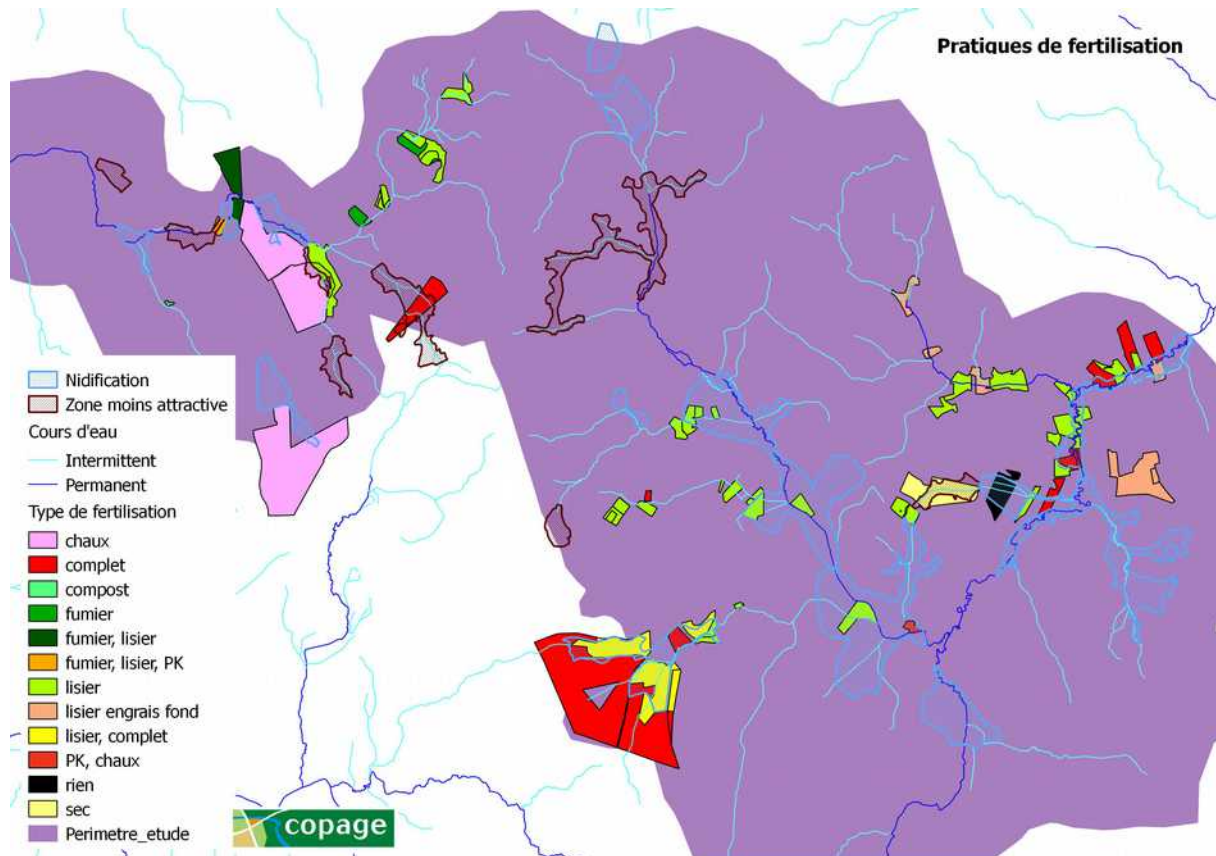 Pratiques de fertilisation
Nidification
Zone moins attractive
Cours d'eau
Intermittent
Permanent
Type de fertilisation
chaux
complet
compost
fumier
fumier, lisier
fumier, lisier, PK
lisier
lisier engrais fond
lisier, complet
PK, chaux
rien
sec
Perimetre_etude
copage